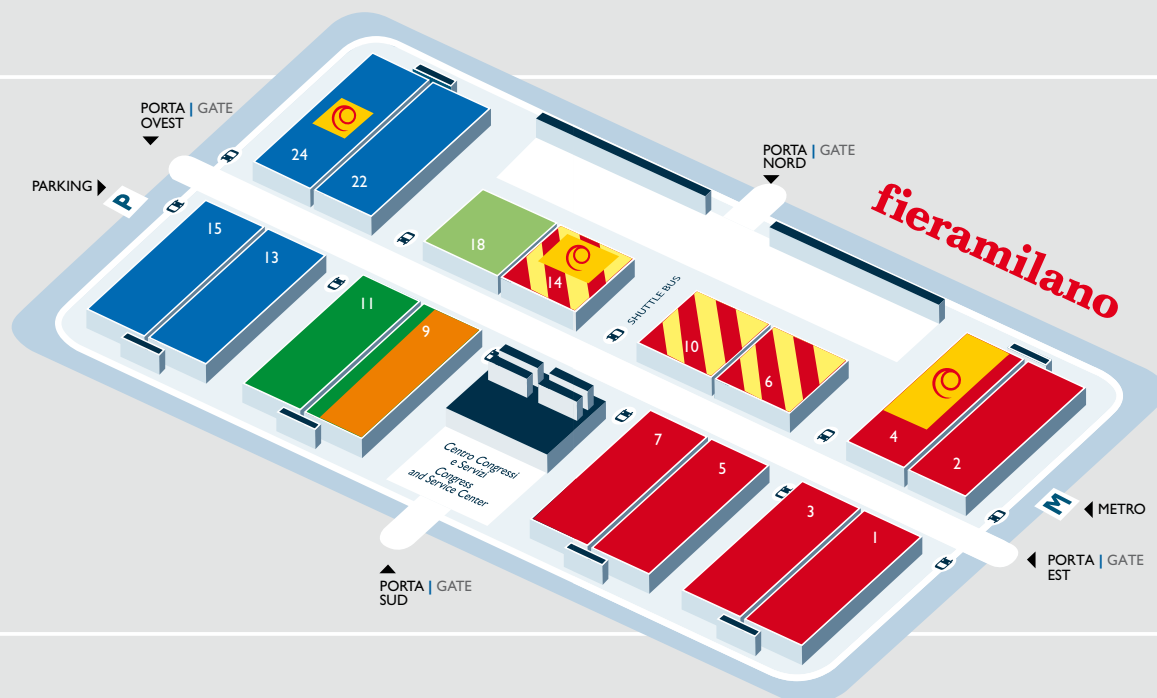 PORTA | GATE
OVEST
PARKING
P
24
22
15
13
18
14
11
9
SHUTTLE BUS
PORTA | GATE
NORD
fieramilano
10
6
4
2
Centro Congressi
e Servizi
Congress
and Service Center
7
5
3
1
M
METRO
PORTA | GATE
EST
PORTA | GATE
SUD